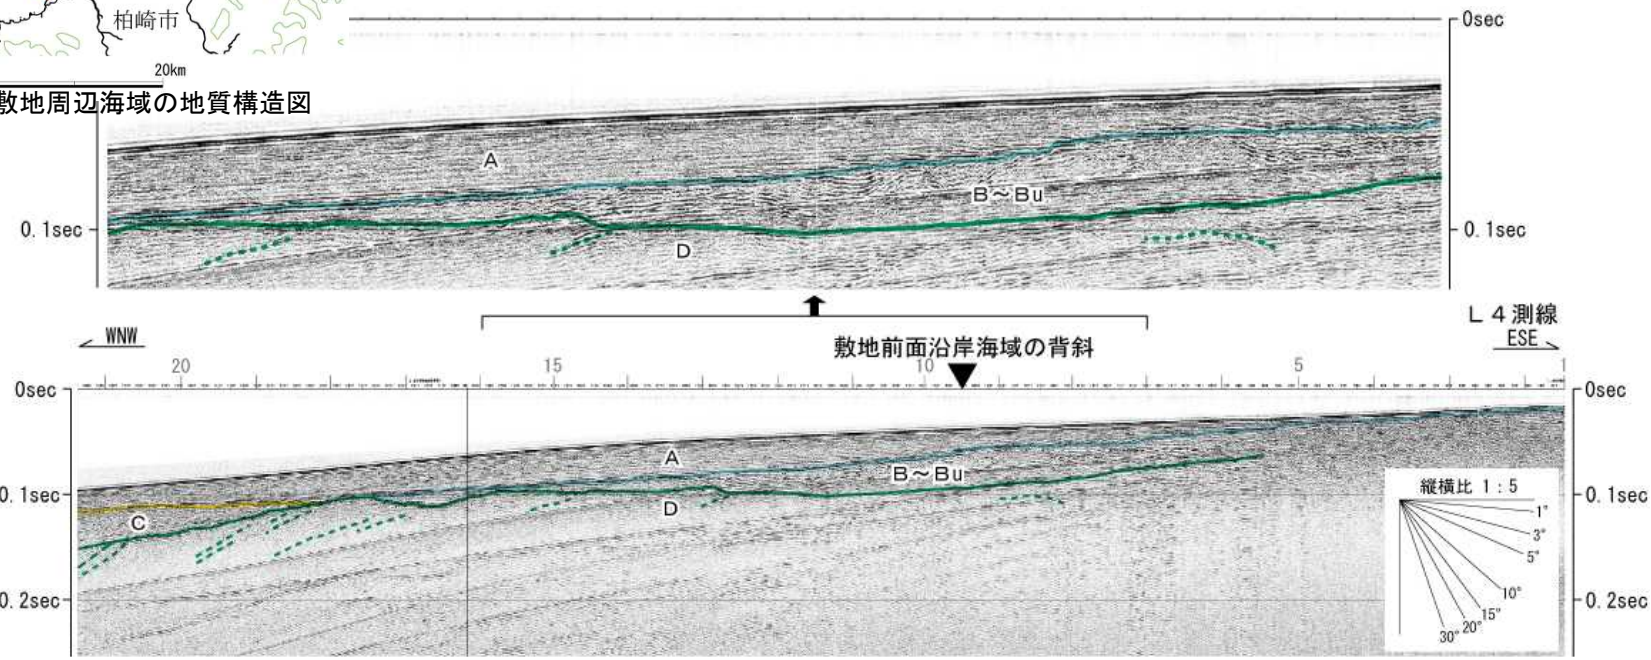 柏崎市
20km
敷地周辺海域の地質構造図
0sec
0sec
A
B～Bu
0.1sec
0.1sec
D
L 4 測線
WNW
ESE
敷地前面沿岸海域の背斜
20
15
10
5
1
0sec
0sec
A
B～Bu
0.1sec
0.1sec
C
D
縦横比 1：5
1°
3°
5°
10°
15°
20°
30°
0.2sec
0.2sec